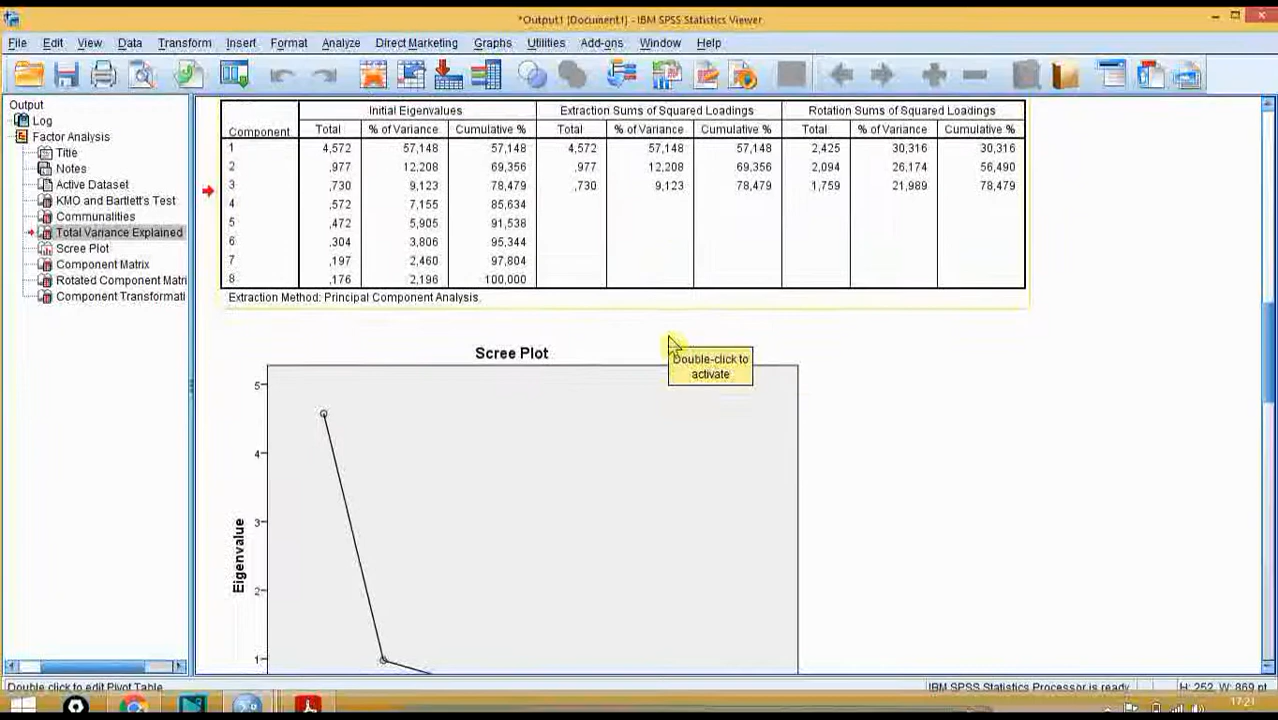 *Output1 [Document1] - IBM SPSS Statistics Viewer
File Edit View Data Transform Insert Format Analyze Direct Marketing Graphs Utilities Add-ons Window Help
Output
Log
Factor Analysis
Title
Notes
Active Dataset
KMO and Bartlett's Test
Communalities
Total Variance Explained
Scree Plot
Component Matrix
Rotated Component Matri
Component Transformati
Initial Eigenvalues Extraction Sums of Squared Loadings Rotation Sums of Squared Loadings
Component Total % of Variance Cumulative % Total % of Variance Cumulative % Total % of Variance Cumulative %
1 4,572 57,148 57,148 4,572 57,148 57,148 2,425 30,316 30,316
2 ,977 12,208 69,356 ,977 12,208 69,356 2,094 26,174 56,490
3 ,730 9,123 78,479 ,730 9,123 78,479 1,759 21,989 78,479
4 ,572 7,155 85,634
5 ,472 5,905 91,538
6 ,304 3,806 95,344
7 ,197 2,460 97,804
8 ,176 2,196 100,000
Extraction Method: Principal Component Analysis.
Scree Plot
Double-click to
activate
5
4
3
2
1
Eigenvalue
Double click to edit Pivot Table
IBM SPSS Statistics Processor is ready
H: 252, W: 869 pt
17:21